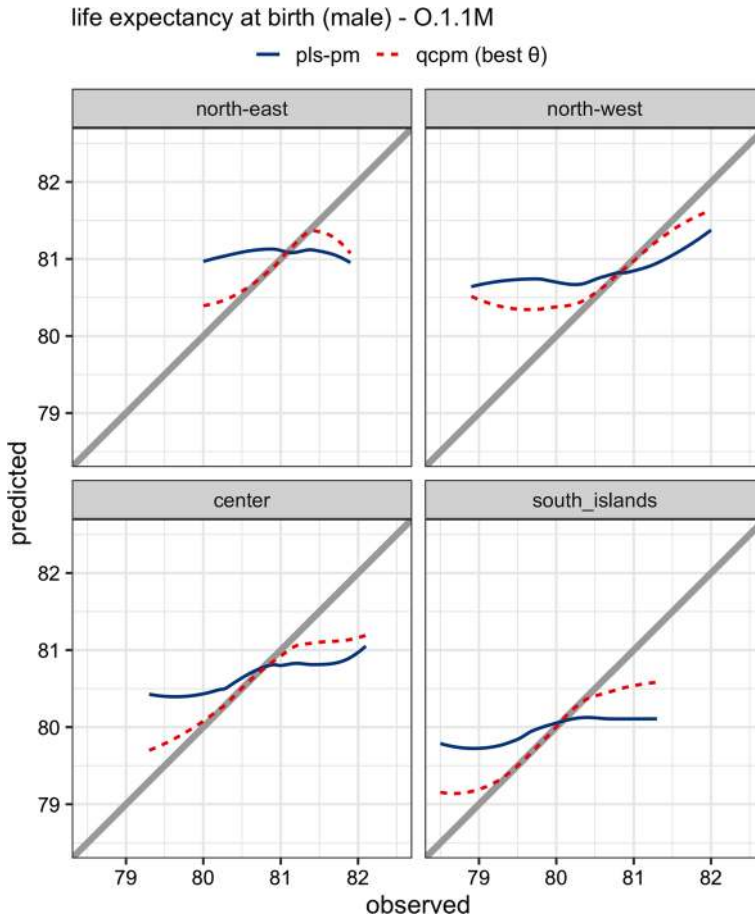 life expectancy at birth (male) - O.1.1M
pls-pm qcpm (best θ)
north-east north-west
82
81
80
79
predicted
center south_islands
82
81
80
79
79 80 81 82 79 80 81 82
observed